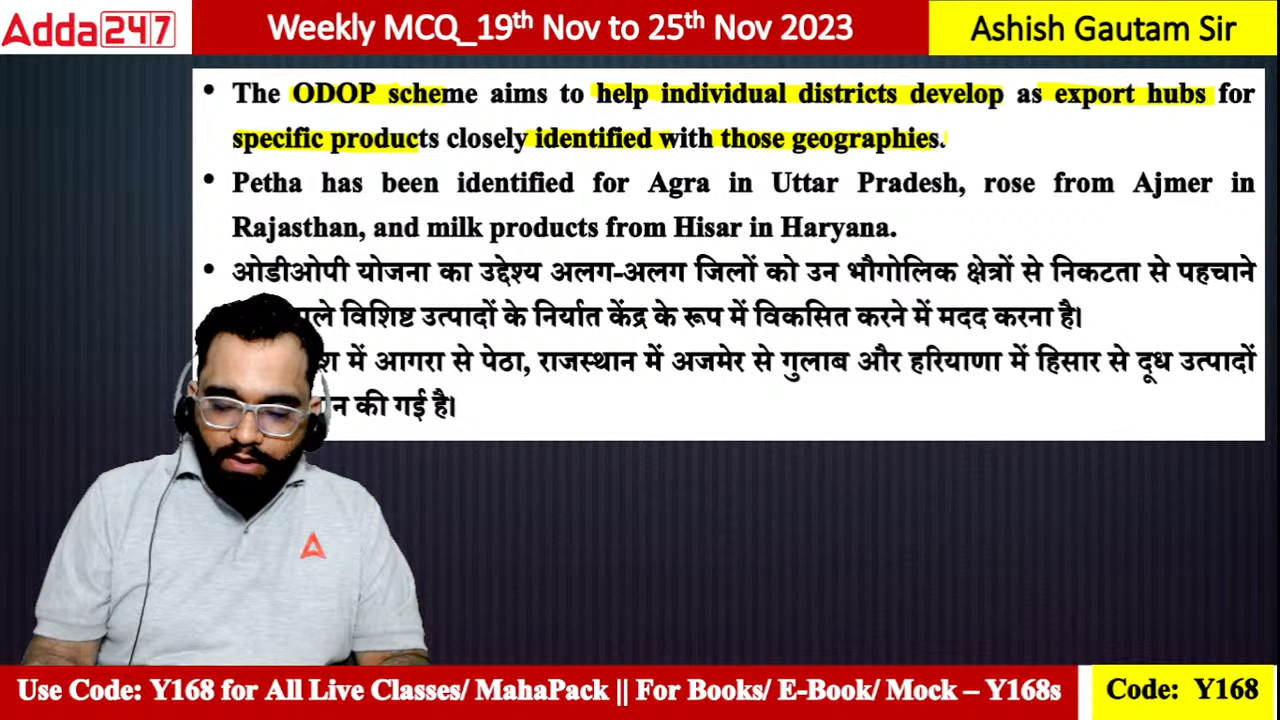 Adda247
Weekly MCQ_19th Nov to 25th Nov 2023
Ashish Gautam Sir
• The ODOP scheme aims to help individual districts develop as export hubs for
specific products closely identified with those geographies.
• Petha has been identified for Agra in Uttar Pradesh, rose from Ajmer in
Rajasthan, and milk products from Hisar in Haryana.
• ओडीओपी योजना का उद्देश्य अलग-अलग जिलों को उन भौगोलिक क्षेत्रों से निकटता से पहचाने
विशिष्ट उत्पादों के निर्यात केंद्र के रूप में विकसित करने में मदद करना है।
में आगरा से पेठा, राजस्थान में अजमेर से गुलाब और हरियाणा में हिसार से दूध उत्पादों
की गई है।
Use Code: Y168 for All Live Classes/ MahaPack || For Books/ E-Book/ Mock – Y168s
Code: Y168